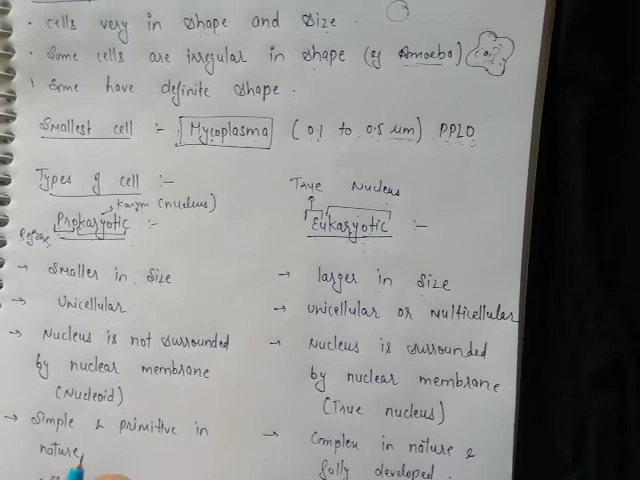 • Cells very in shape and size.
• Some cells are irregular in shape (eg Amoeba)
• Some have definite shape.
Smallest cell :- Mycoplasma (0.1 to 0.5 μm) PPLO
Types of cell :-
Karyon (nucleus)
Before
Prokaryotic :-
→ Smaller in size
→ Unicellular
→ Nucleus is not surrounded
by nuclear membrane
(Nucleoid)
→ Simple & primitive in
nature
True Nucleus
Eukaryotic :-
→ larger in size
→ Unicellular or Multicellular
→ Nucleus is surrounded
by nuclear membrane
(True nucleus)
→ Complex in nature &
fully developed.